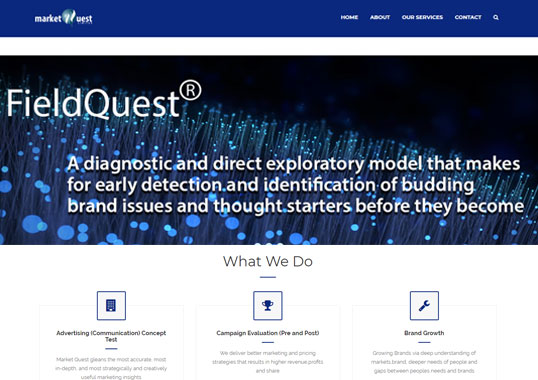 market Quest
HOME ABOUT OUR SERVICES CONTACT
FieldQuest®
A diagnostic and direct exploratory model that makes
for early detection and identification of budding
brand issues and thought starters before they become
What We Do
Advertising (Communication) Concept
Test
Market Quest gleans the most accurate, most
in-depth, and most strategically and creatively
useful marketing insights
Campaign Evaluation (Pre and Post)
We deliver better marketing and pricing
strategies that results in higher revenue,profits
and share
Brand Growth
Growing Brands via deep understanding of
markets,brand, deeper needs of people and
gaps between peoples needs and brands